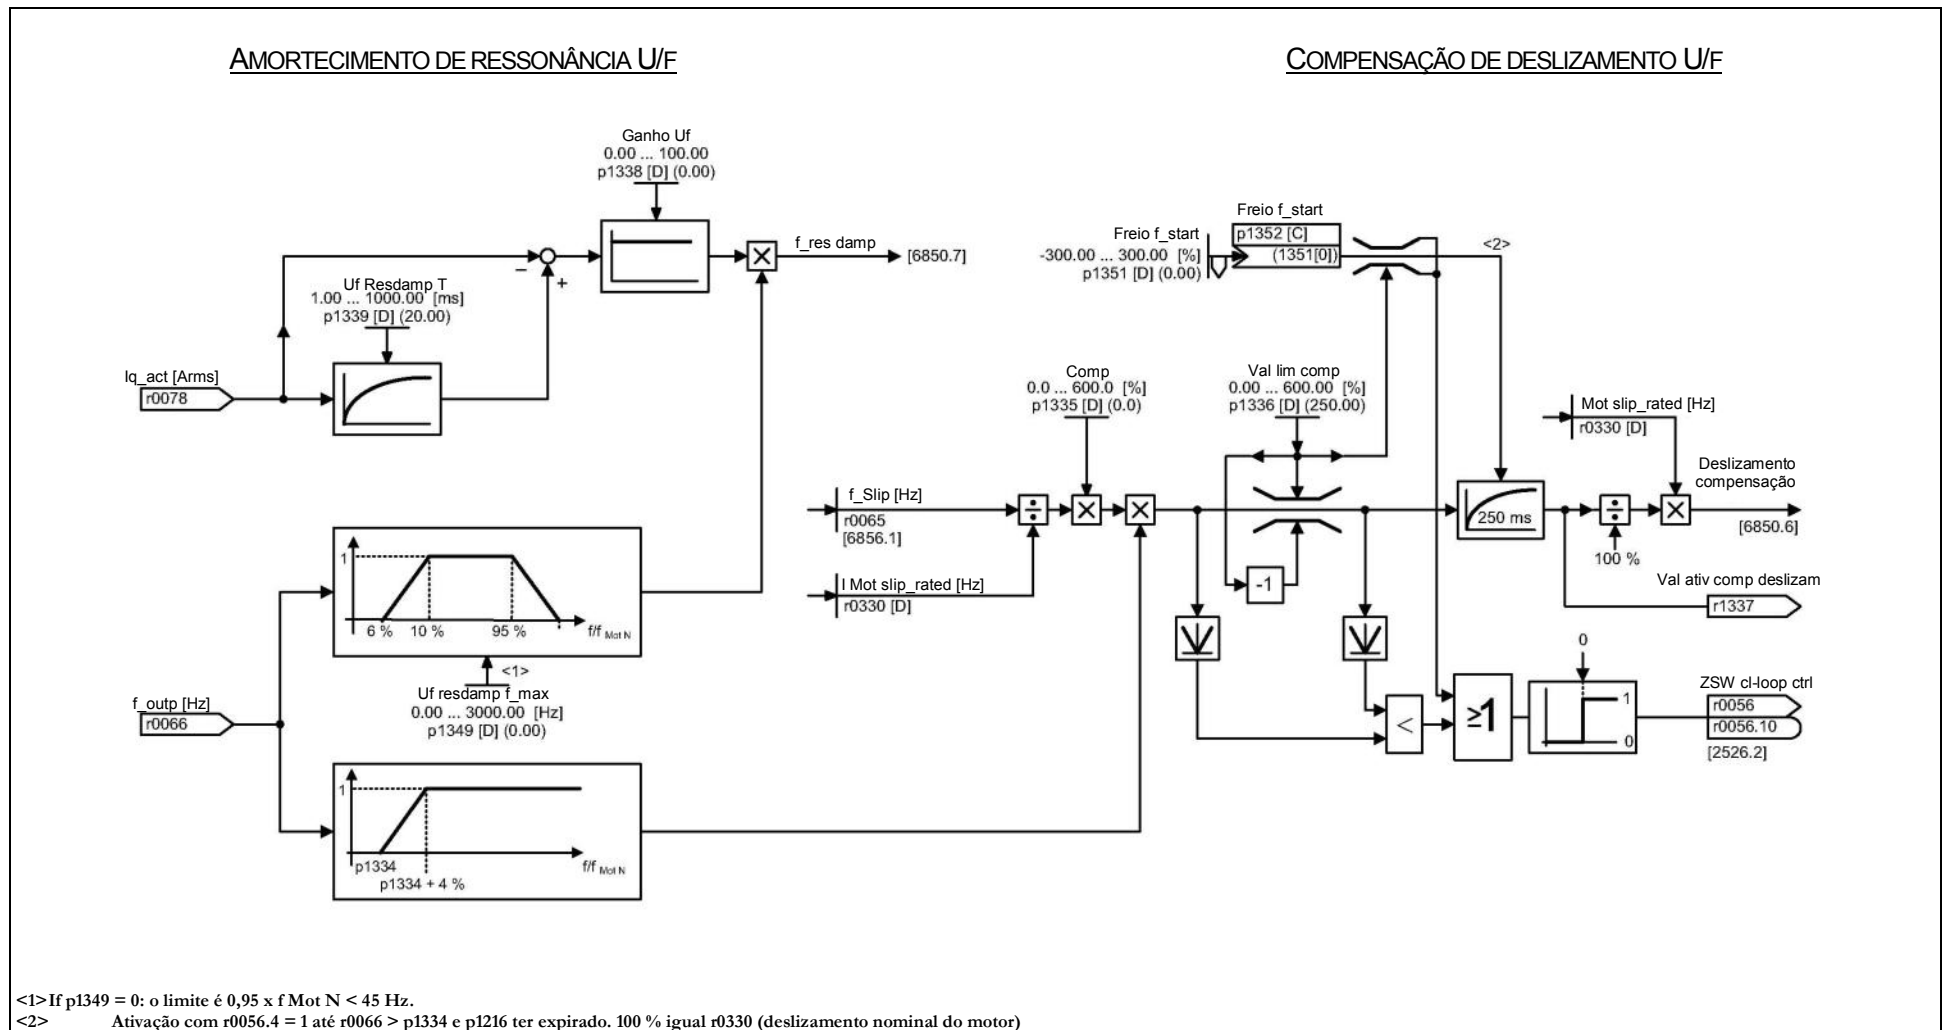 AMORTECIMENTO DE RESSONÂNCIA U/F
COMPENSAÇÃO DE DESLIZAMENTO U/F
Ganho Uf
0.00 ... 100.00
p1338 [D] (0.00)
f_res damp
[6850.7]
–
+
Uf Resdamp T
1.00 ... 1000.00 [ms]
p1339 [D] (20.00)
Iq_act [Arms]
r0078
1
6 %
10 %
95 %
f/f Mot N
<1>
Uf resdamp f_max
0.00 ... 3000.00 [Hz]
p1349 [D] (0.00)
f_outp [Hz]
r0066
1
p1334
p1334 + 4 %
f/f Mot N
Freio f_start
Freio f_start
p1352 [C]
(1351[0])
-300.00 ... 300.00 [%]
p1351 [D] (0.00)
<2>
Comp
0.0 ... 600.0 [%]
p1335 [D] (0.0)
Val lim comp
0.00 ... 600.00 [%]
p1336 [D] (250.00)
Mot slip_rated [Hz]
r0330 [D]
f_Slip [Hz]
r0065
[6856.1]
÷
×
×
250 ms
÷
×
100 %
Deslizamento
compensação
[6850.6]
I Mot slip_rated [Hz]
r0330 [D]
-1
Val ativ comp deslizam
r1337
<
≥1
0
1
0
ZSW cl-loop ctrl
r0056
r0056.10
[2526.2]
<1>If p1349 = 0: o limite é 0,95 x f Mot N < 45 Hz.
<2> Ativação com r0056.4 = 1 até r0066 > p1334 e p1216 ter expirado. 100 % igual r0330 (deslizamento nominal do motor)